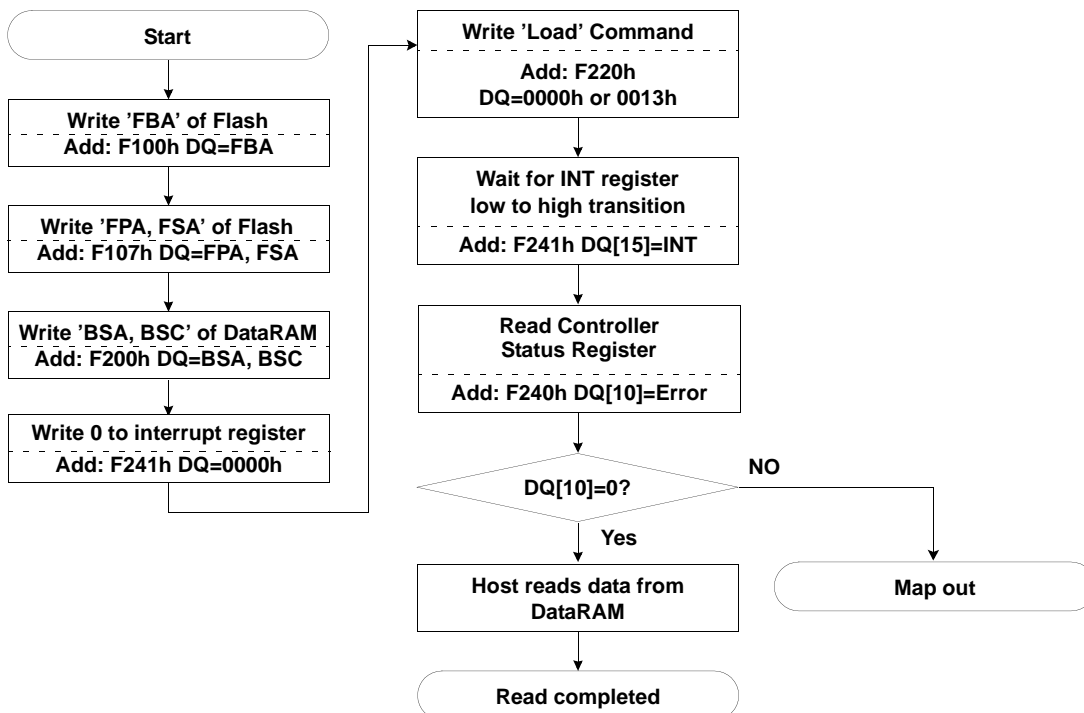 Start
Write ’FBA’ of Flash
Add: F100h DQ=FBA
Write ’FPA, FSA’ of Flash
Add: F107h DQ=FPA, FSA
Write ’BSA, BSC’ of DataRAM
Add: F200h DQ=BSA, BSC
Write 0 to interrupt register
Add: F241h DQ=0000h
Write ’Load’ Command
Add: F220h
DQ=0000h or 0013h
Wait for INT register
low to high transition
Add: F241h DQ[15]=INT
Read Controller
Status Register
Add: F240h DQ[10]=Error
DQ[10]=0?
NO
Yes
Host reads data from
DataRAM
Map out
Read completed